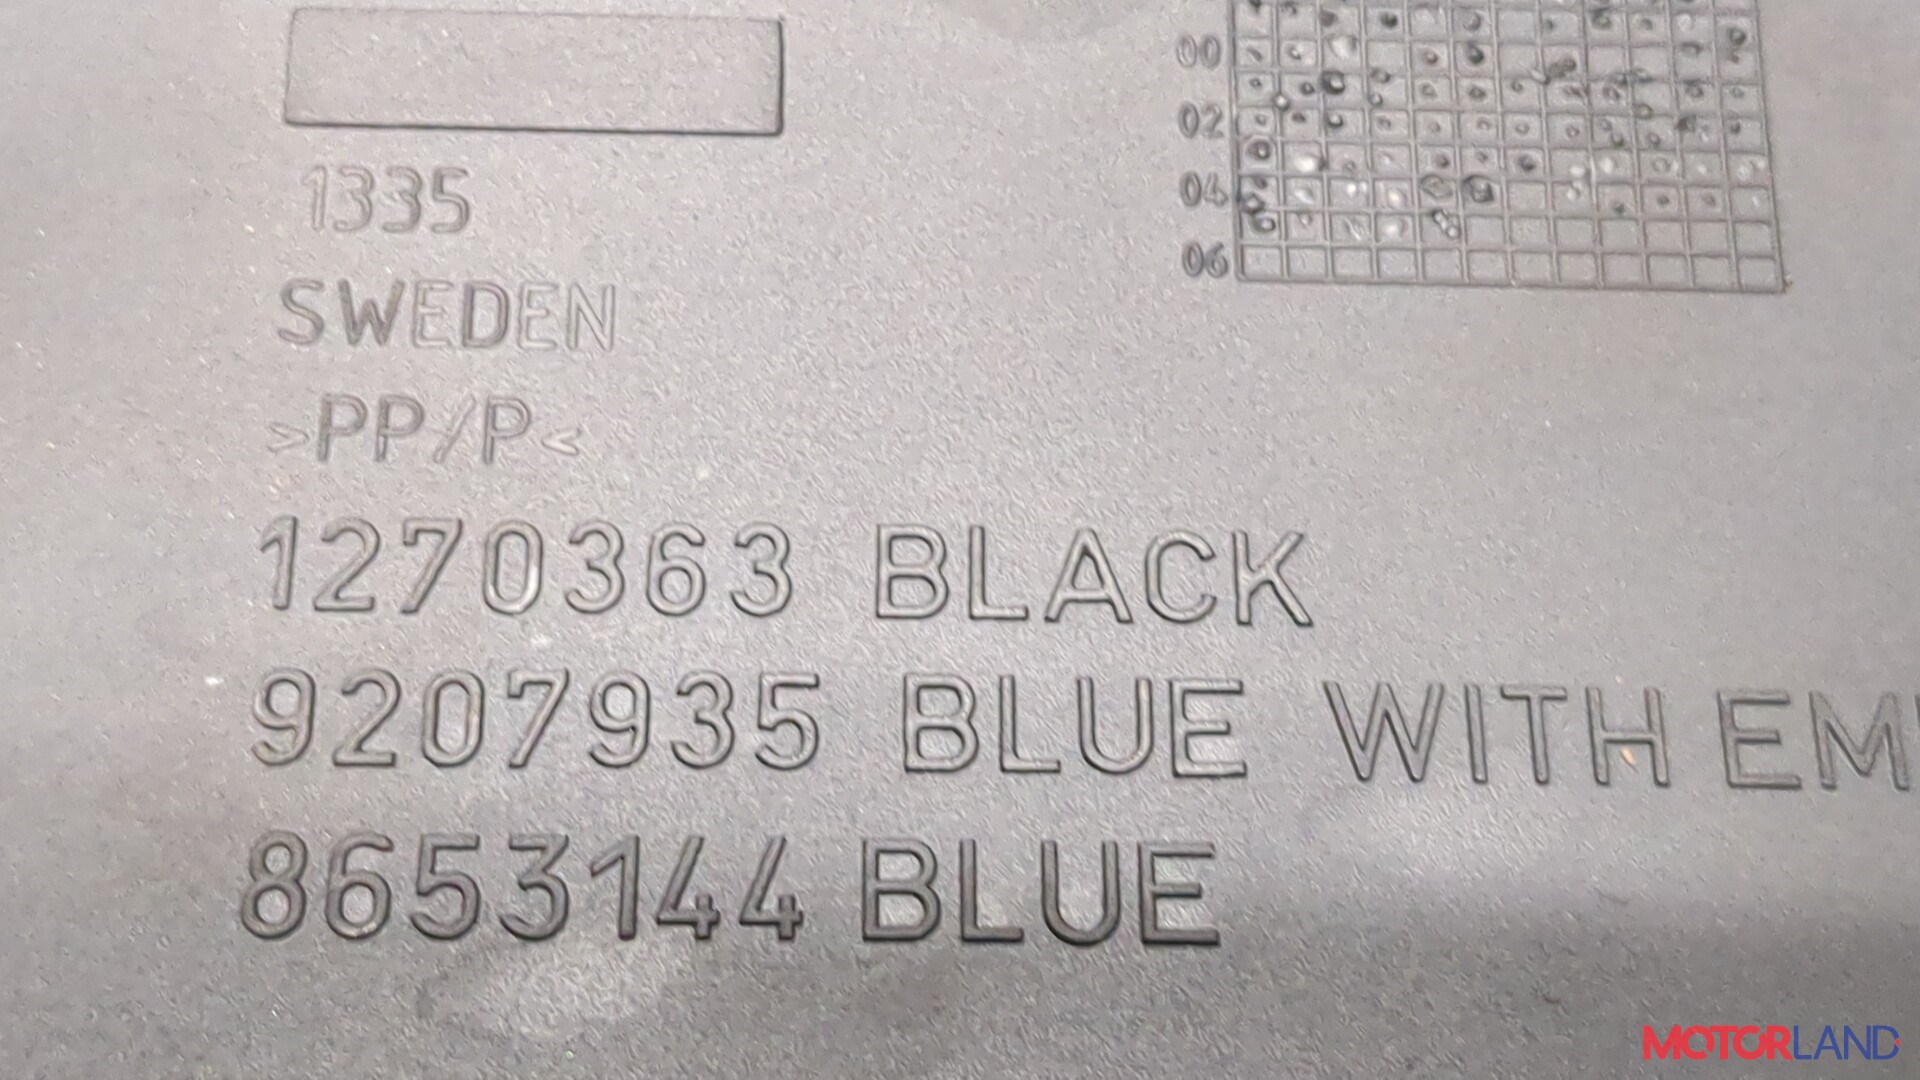 1335
SWEDEN
>PP/P<
1270363 BLACK
9207935 BLUE WITH EM
8653144 BLUE
00
02
04
06
MOTORLAND